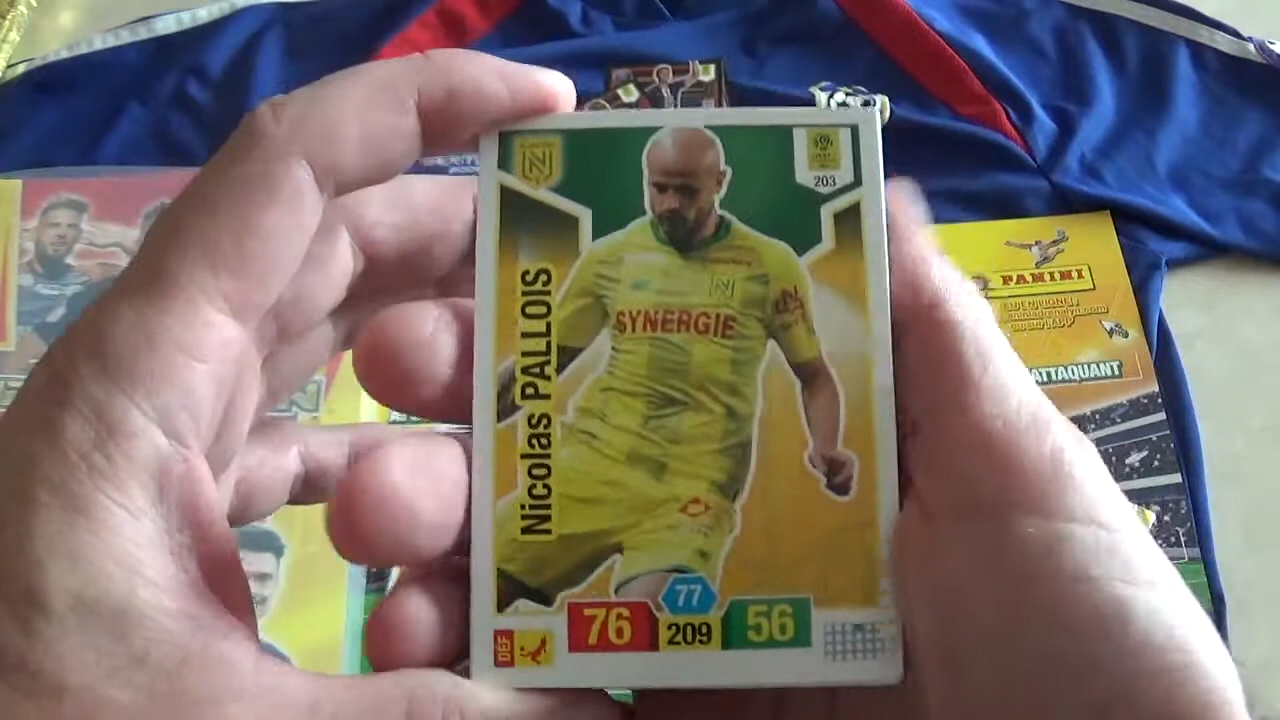 203
Nicolas PALLOIS
SYNERGIE
77
76
209
56
DEF
PANINI
ATTAQUANT